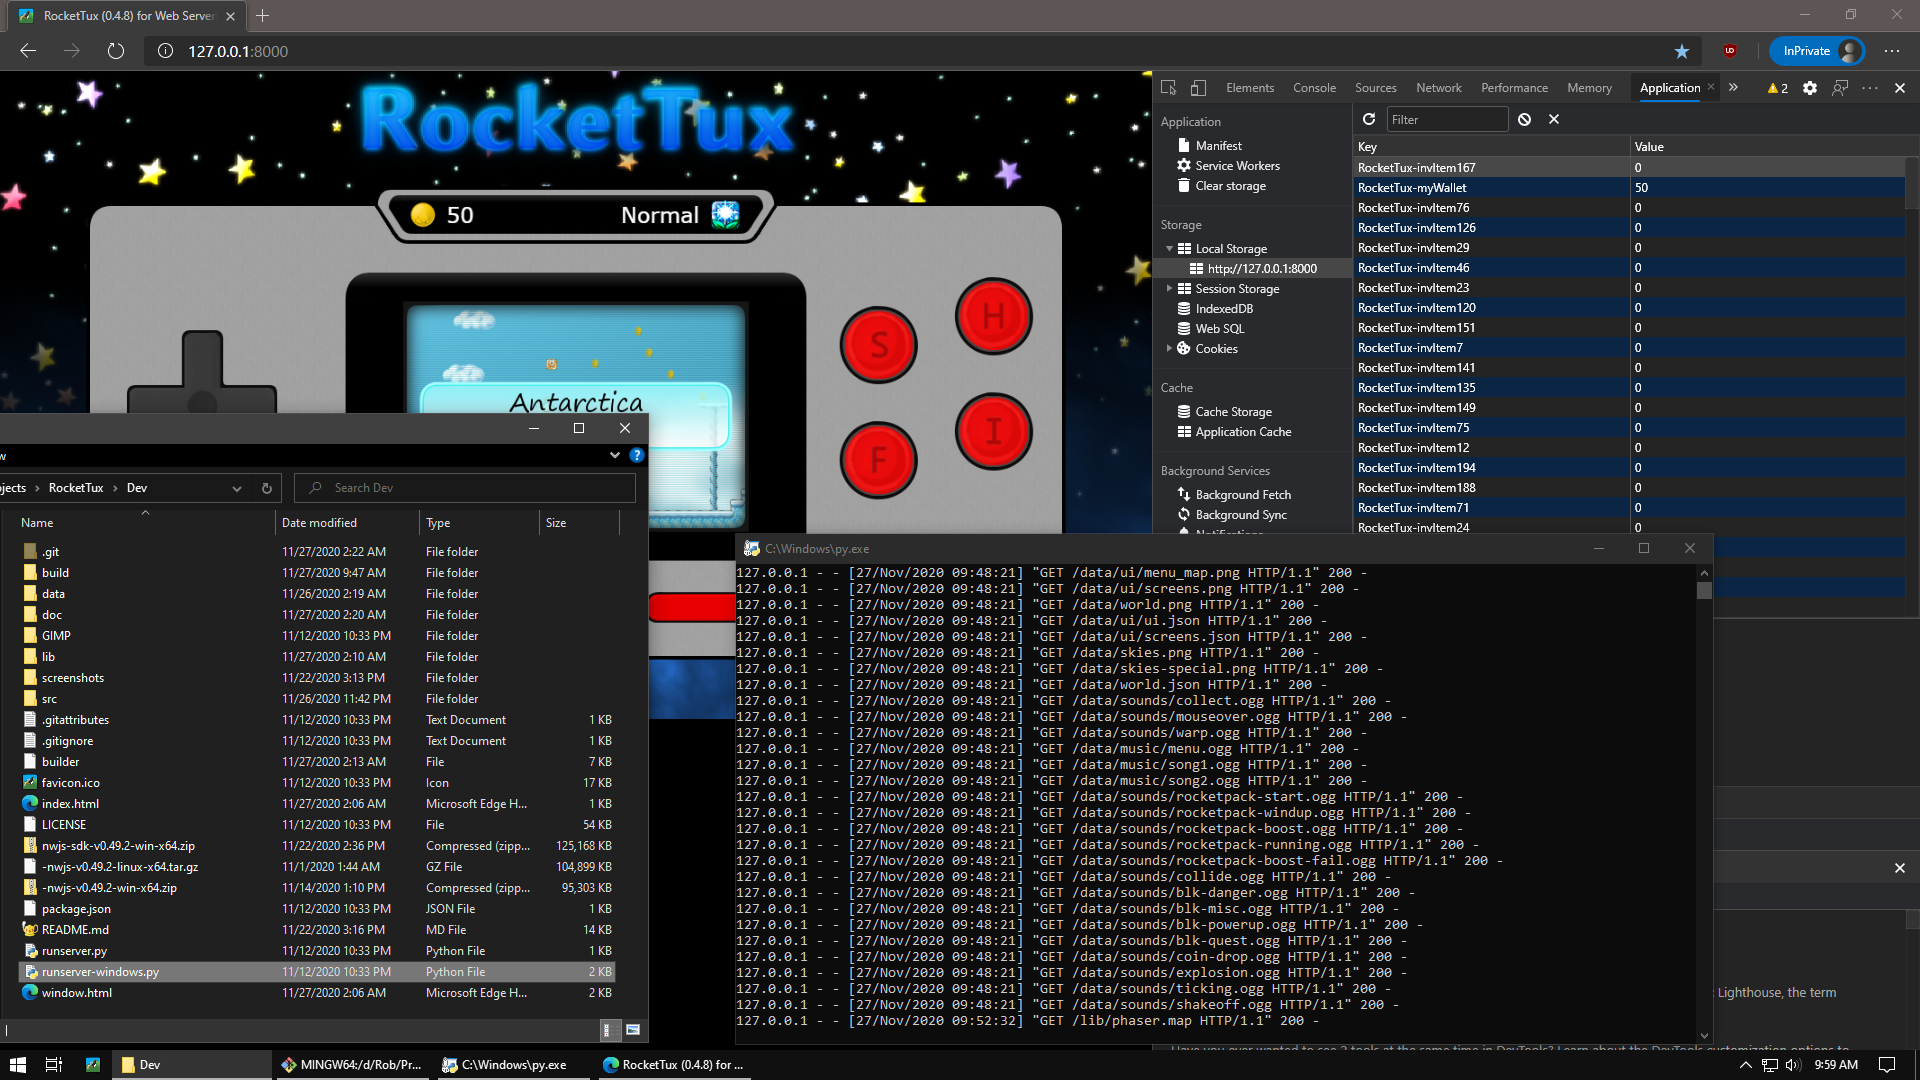 RocketTux (0.4.8) for Web Server
127.0.0.1:8000
InPrivate
RocketTux
50
Normal
Antarctica
S
H
F
I
Elements
Console
Sources
Network
Performance
Memory
Application
2
Application
Manifest
Service Workers
Clear storage
Storage
Local Storage
http://127.0.0.1:8000
Session Storage
IndexedDB
Web SQL
Cookies
Cache
Cache Storage
Application Cache
Background Services
Background Fetch
Background Sync
Notifications
Filter
Key Value
RocketTux-invItem167 0
RocketTux-myWallet 50
RocketTux-invItem76 0
RocketTux-invItem126 0
RocketTux-invItem29 0
RocketTux-invItem46 0
RocketTux-invItem23 0
RocketTux-invItem120 0
RocketTux-invItem151 0
RocketTux-invItem7 0
RocketTux-invItem141 0
RocketTux-invItem135 0
RocketTux-invItem149 0
RocketTux-invItem75 0
RocketTux-invItem12 0
RocketTux-invItem194 0
RocketTux-invItem188 0
RocketTux-invItem71 0
RocketTux-invItem24 0
w
ojects > RocketTux > Dev
Search Dev
Name Date modified Type Size
.git 11/27/2020 2:22 AM File folder
build 11/27/2020 9:47 AM File folder
data 11/26/2020 2:19 AM File folder
doc 11/27/2020 2:20 AM File folder
GIMP 11/12/2020 10:33 PM File folder
lib 11/27/2020 2:10 AM File folder
screenshots 11/22/2020 3:13 PM File folder
src 11/26/2020 11:42 PM File folder
.gitattributes 11/12/2020 10:33 PM Text Document 1 KB
.gitignore 11/12/2020 10:33 PM Text Document 1 KB
builder 11/27/2020 2:13 AM File 7 KB
favicon.ico 11/12/2020 10:33 PM Icon 17 KB
index.html 11/27/2020 2:06 AM Microsoft Edge H... 1 KB
LICENSE 11/12/2020 10:33 PM File 54 KB
nwjs-sdk-v0.49.2-win-x64.zip 11/22/2020 2:36 PM Compressed (zipp... 125,168 KB
-nwjs-v0.49.2-linux-x64.tar.gz 11/1/2020 1:44 AM GZ File 104,899 KB
-nwjs-v0.49.2-win-x64.zip 11/14/2020 1:10 PM Compressed (zipp... 95,303 KB
package.json 11/12/2020 10:33 PM JSON File 1 KB
README.md 11/22/2020 3:16 PM MD File 14 KB
runserver.py 11/12/2020 10:33 PM Python File 1 KB
runserver-windows.py 11/12/2020 10:33 PM Python File 2 KB
window.html 11/27/2020 2:06 AM Microsoft Edge H... 2 KB
C:\Windows\py.exe
127.0.0.1 - - [27/Nov/2020 09:48:21] "GET /data/ui/menu_map.png HTTP/1.1" 200 -
127.0.0.1 - - [27/Nov/2020 09:48:21] "GET /data/ui/screens.png HTTP/1.1" 200 -
127.0.0.1 - - [27/Nov/2020 09:48:21] "GET /data/world.png HTTP/1.1" 200 -
127.0.0.1 - - [27/Nov/2020 09:48:21] "GET /data/ui/ui.json HTTP/1.1" 200 -
127.0.0.1 - - [27/Nov/2020 09:48:21] "GET /data/ui/screens.json HTTP/1.1" 200 -
127.0.0.1 - - [27/Nov/2020 09:48:21] "GET /data/skies.png HTTP/1.1" 200 -
127.0.0.1 - - [27/Nov/2020 09:48:21] "GET /data/skies-special.png HTTP/1.1" 200 -
127.0.0.1 - - [27/Nov/2020 09:48:21] "GET /data/world.json HTTP/1.1" 200 -
127.0.0.1 - - [27/Nov/2020 09:48:21] "GET /data/sounds/collect.ogg HTTP/1.1" 200 -
127.0.0.1 - - [27/Nov/2020 09:48:21] "GET /data/sounds/mouseover.ogg HTTP/1.1" 200 -
127.0.0.1 - - [27/Nov/2020 09:48:21] "GET /data/sounds/warp.ogg HTTP/1.1" 200 -
127.0.0.1 - - [27/Nov/2020 09:48:21] "GET /data/music/menu.ogg HTTP/1.1" 200 -
127.0.0.1 - - [27/Nov/2020 09:48:21] "GET /data/music/song1.ogg HTTP/1.1" 200 -
127.0.0.1 - - [27/Nov/2020 09:48:21] "GET /data/music/song2.ogg HTTP/1.1" 200 -
127.0.0.1 - - [27/Nov/2020 09:48:21] "GET /data/sounds/rocketpack-start.ogg HTTP/1.1" 200 -
127.0.0.1 - - [27/Nov/2020 09:48:21] "GET /data/sounds/rocketpack-windup.ogg HTTP/1.1" 200 -
127.0.0.1 - - [27/Nov/2020 09:48:21] "GET /data/sounds/rocketpack-boost.ogg HTTP/1.1" 200 -
127.0.0.1 - - [27/Nov/2020 09:48:21] "GET /data/sounds/rocketpack-running.ogg HTTP/1.1" 200 -
127.0.0.1 - - [27/Nov/2020 09:48:21] "GET /data/sounds/rocketpack-boost-fail.ogg HTTP/1.1" 200 -
127.0.0.1 - - [27/Nov/2020 09:48:21] "GET /data/sounds/collide.ogg HTTP/1.1" 200 -
127.0.0.1 - - [27/Nov/2020 09:48:21] "GET /data/sounds/blk-danger.ogg HTTP/1.1" 200 -
127.0.0.1 - - [27/Nov/2020 09:48:21] "GET /data/sounds/blk-misc.ogg HTTP/1.1" 200 -
127.0.0.1 - - [27/Nov/2020 09:48:21] "GET /data/sounds/blk-powerup.ogg HTTP/1.1" 200 -
127.0.0.1 - - [27/Nov/2020 09:48:21] "GET /data/sounds/blk-quest.ogg HTTP/1.1" 200 -
127.0.0.1 - - [27/Nov/2020 09:48:21] "GET /data/sounds/coin-drop.ogg HTTP/1.1" 200 -
127.0.0.1 - - [27/Nov/2020 09:48:21] "GET /data/sounds/explosion.ogg HTTP/1.1" 200 -
127.0.0.1 - - [27/Nov/2020 09:48:21] "GET /data/sounds/ticking.ogg HTTP/1.1" 200 -
127.0.0.1 - - [27/Nov/2020 09:48:21] "GET /data/sounds/shakeoff.ogg HTTP/1.1" 200 -
127.0.0.1 - - [27/Nov/2020 09:52:32] "GET /lib/phaser.map HTTP/1.1" 200 -
Lighthouse, the term
Have you ever wanted to see 2 tools at the same time in DevTools? Learn about the DevTools customization options to
Dev
MINGW64:/d/Rob/Pr...
C:\Windows\py.exe
RocketTux (0.4.8) for ...
9:59 AM